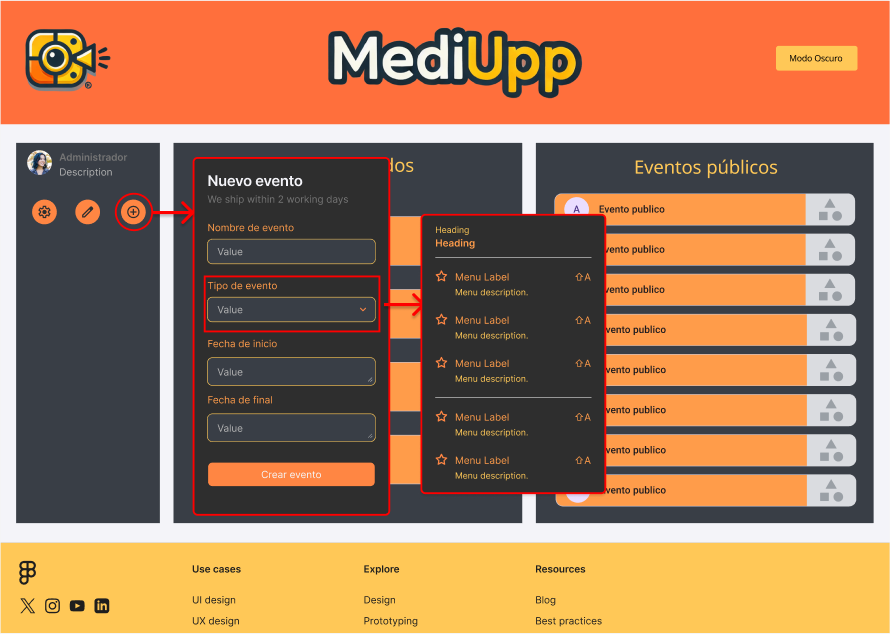 MediUpp
Modo Oscuro
®
Administrador
Description
Nuevo evento
We ship within 2 working days
Nombre de evento
Value
Tipo de evento
Value
Fecha de inicio
Value
Fecha de final
Value
Crear evento
dos
Heading
Heading
Menu Label
⇧A
Menu description.
Menu Label
⇧A
Menu description.
Menu Label
⇧A
Menu description.
Menu Label
⇧A
Menu description.
Menu Label
⇧A
Menu description.
Eventos públicos
A
Evento publico
vento publico
vento publico
vento publico
vento publico
vento publico
vento publico
vento publico
Use cases
UI design
UX design
Explore
Design
Prototyping
Resources
Blog
Best practices